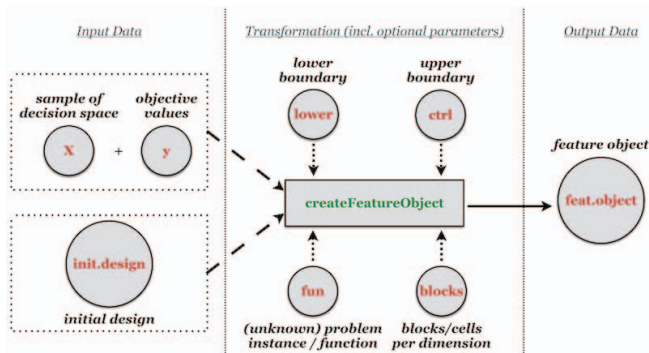 Input Data
Transformation (incl. optional parameters)
Output Data
lower
boundary
upper
boundary
sample of
decision space
objective
values
lower
ctrl
X
+
y
feature object
createFeatureObject
feat.object
init.design
fun
blocks
initial design
(unknown) problem
instance / function
blocks/cells
per dimension